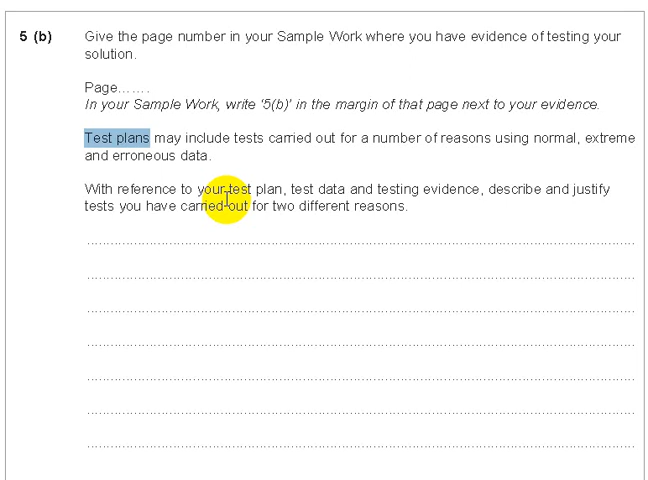 5 (b) Give the page number in your Sample Work where you have evidence of testing your
solution.
Page…….
In your Sample Work, write '5(b)' in the margin of that page next to your evidence.
Test plans may include tests carried out for a number of reasons using normal, extreme
and erroneous data.
With reference to your test plan, test data and testing evidence, describe and justify
tests you have carried out for two different reasons.